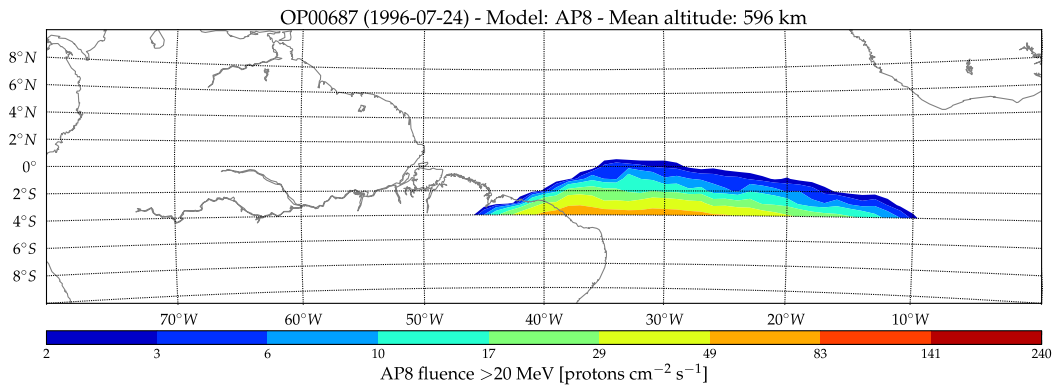 OP00687 (1996-07-24) - Model: AP8 - Mean altitude: 596 km
8°N
6°N
4°N
2°N
0°
2°S
4°S
6°S
8°S
70°W 60°W 50°W 40°W 30°W 20°W 10°W
2 3 6 10 17 29 49 83 141 240
AP8 fluence >20 MeV [protons cm⁻² s⁻¹]